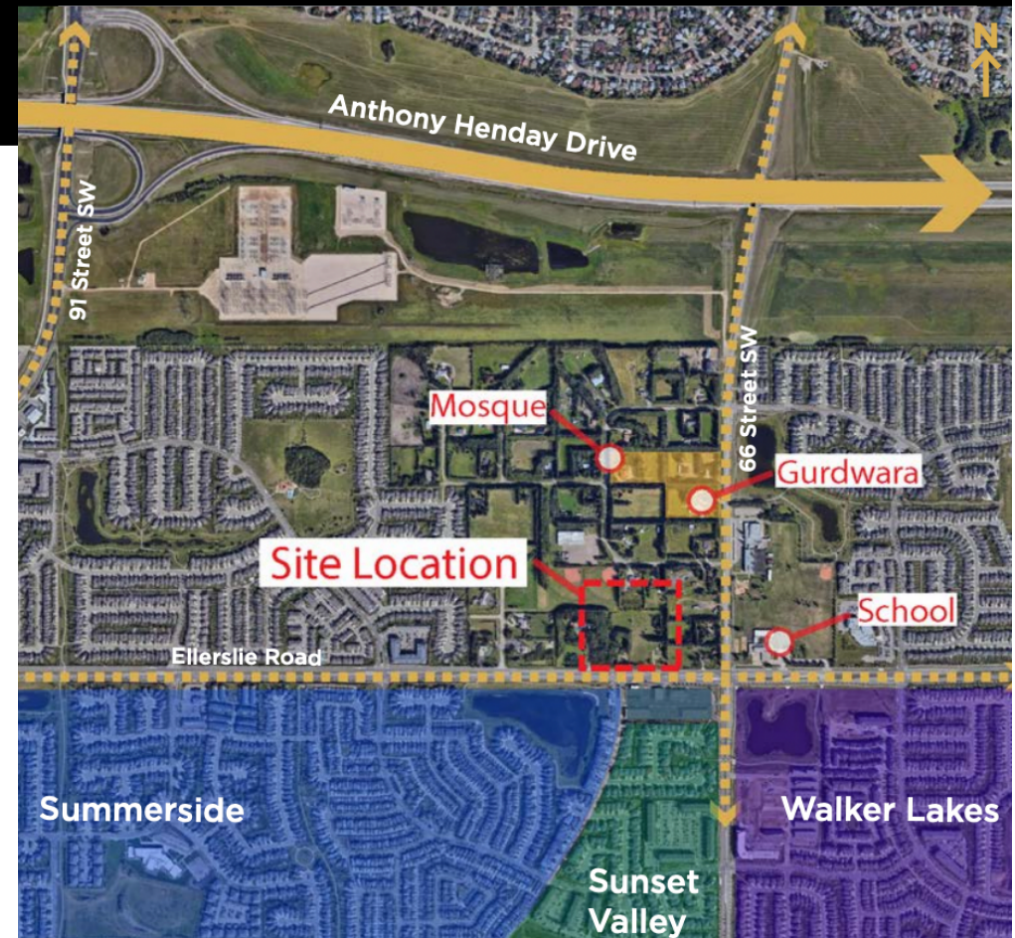 N
Anthony Henday Drive
91 Street SW
66 Street SW
Mosque
Gurdwara
Site Location
School
Ellerslie Road
Summerside
Walker Lakes
Sunset
Valley